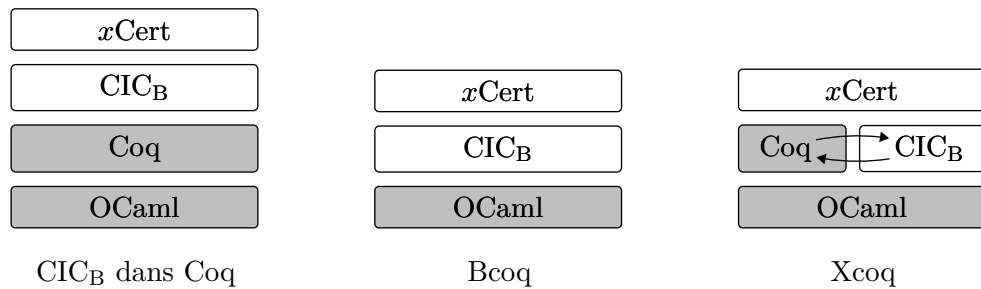 xCert
CIC_B
Coq
OCaml
CIC_B dans Coq
xCert
CIC_B
OCaml
Bcoq
xCert
Coq CIC_B
OCaml
Xcoq